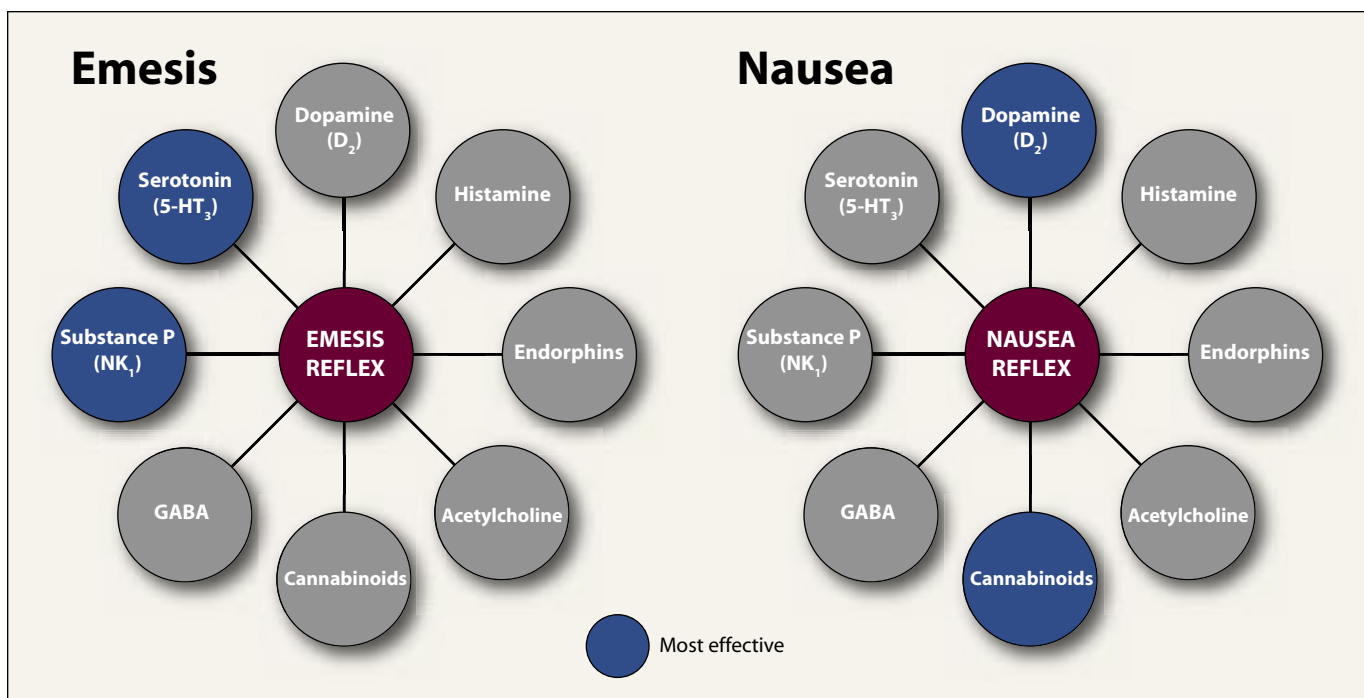 Emesis
Dopamine
(D₂)
Serotonin
(5-HT₃)
Histamine
Substance P
(NK₁)
EMESIS
REFLEX
Endorphins
GABA
Acetylcholine
Cannabinoids
Nausea
Dopamine
(D₂)
Serotonin
(5-HT₃)
Histamine
Substance P
(NK₁)
NAUSEA
REFLEX
Endorphins
GABA
Acetylcholine
Cannabinoids
Most effective